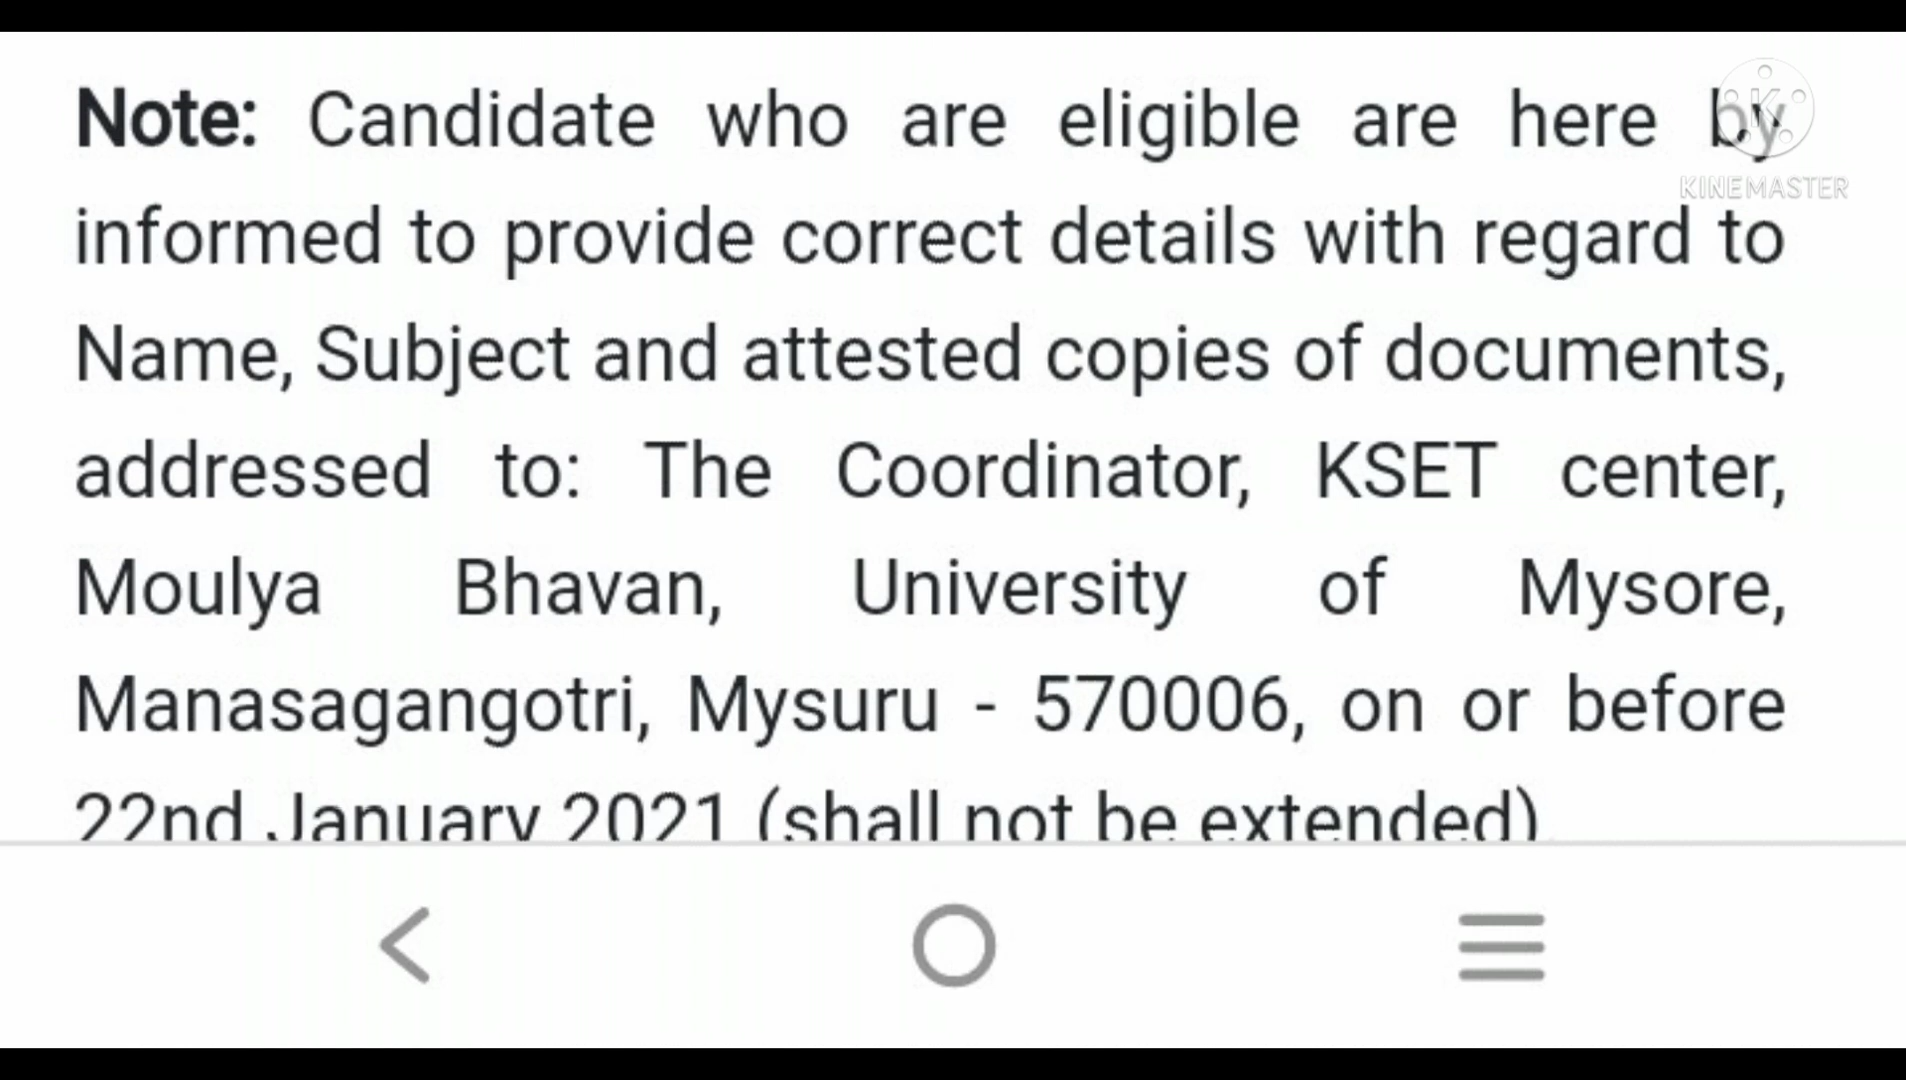 Note: Candidate who are eligible are here by
KINEMASTER
informed to provide correct details with regard to
Name, Subject and attested copies of documents,
addressed to: The Coordinator, KSET center,
Moulya Bhavan, University of Mysore,
Manasagangotri, Mysuru - 570006, on or before
22nd January 2021 (shall not be extended)